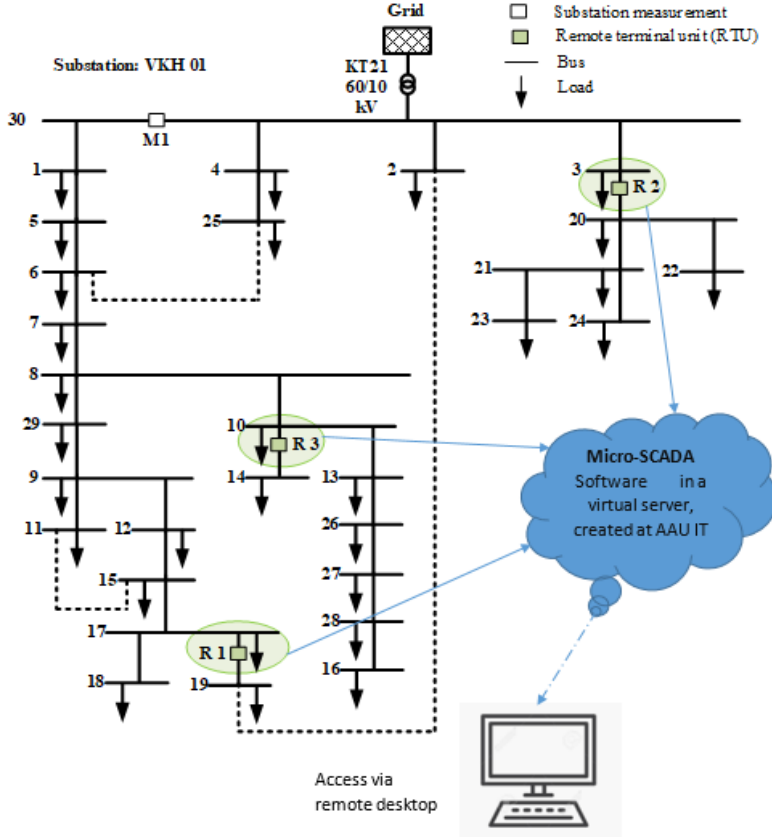 Grid
Substation measurement
Remote terminal unit (RTU)
Bus
Load
Substation: VKH 01
KT21
60/10
kV
30
M1
1
4
2
3
R 2
5
25
20
6
21
22
7
23
24
8
29
10
R 3
9
14
13
11
12
26
15
27
17
28
R 1
16
18
19
Micro-SCADA
Software in a
virtual server,
created at AAU IT
Access via
remote desktop